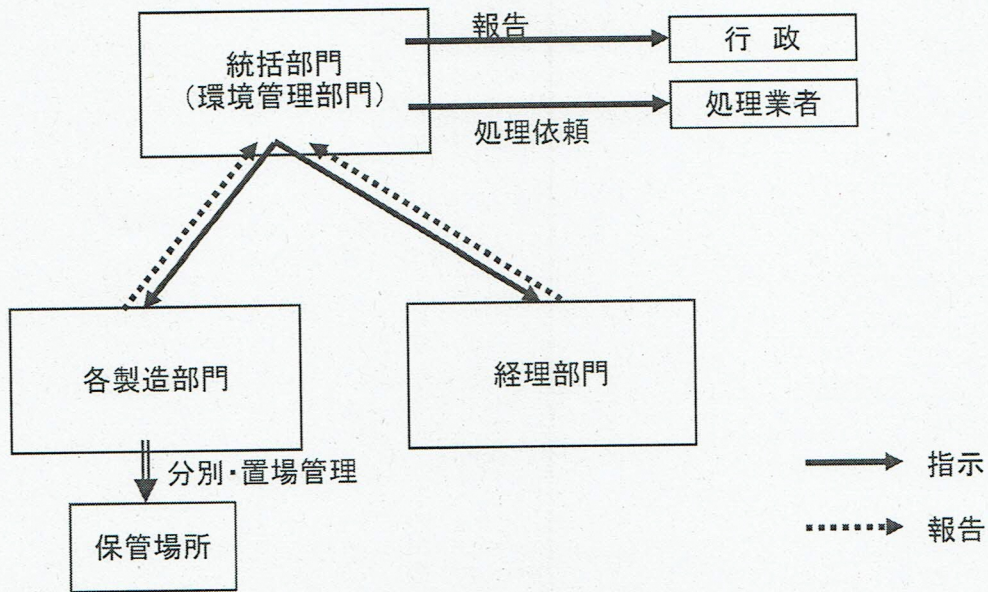 報告
行 政
統括部門
（環境管理部門）
処理業者
処理依頼
各製造部門
経理部門
分別・置場管理
指示
保管場所
報告